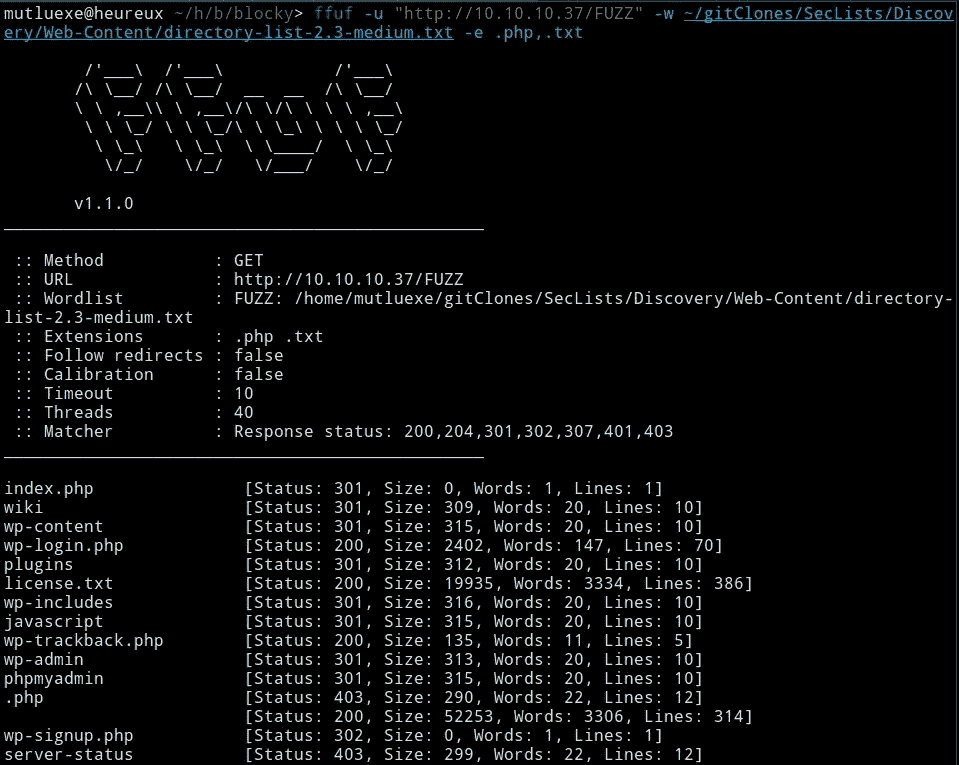 mutluexe@heureux ~/h/b/blocky> ffuf -u "http://10.10.10.37/FUZZ" -w ~/gitClones/SecLists/Discov
ery/Web-Content/directory-list-2.3-medium.txt -e .php,.txt
        /'___\  /'___\           /'___\
       /\ \__/ /\ \__/  __  __  /\ \__/
       \ \ ,__\\ \ ,__\/\ \/\ \ \ \ ,__\
        \ \ \_/ \ \ \_/\ \ \_\ \ \ \ \_/
         \ \_\   \ \_\  \ \____/  \ \_\
          \/_/    \/_/   \/___/    \/_/
       v1.1.0
________________________________________________
 :: Method           : GET
 :: URL              : http://10.10.10.37/FUZZ
 :: Wordlist         : FUZZ: /home/mutluexe/gitClones/SecLists/Discovery/Web-Content/directory-
list-2.3-medium.txt
 :: Extensions       : .php .txt
 :: Follow redirects : false
 :: Calibration      : false
 :: Timeout          : 10
 :: Threads          : 40
 :: Matcher          : Response status: 200,204,301,302,307,401,403
________________________________________________
index.php               [Status: 301, Size: 0, Words: 1, Lines: 1]
wiki                    [Status: 301, Size: 309, Words: 20, Lines: 10]
wp-content              [Status: 301, Size: 315, Words: 20, Lines: 10]
wp-login.php            [Status: 200, Size: 2402, Words: 147, Lines: 70]
plugins                 [Status: 301, Size: 312, Words: 20, Lines: 10]
license.txt             [Status: 200, Size: 19935, Words: 3334, Lines: 386]
wp-includes             [Status: 301, Size: 316, Words: 20, Lines: 10]
javascript              [Status: 301, Size: 315, Words: 20, Lines: 10]
wp-trackback.php        [Status: 200, Size: 135, Words: 11, Lines: 5]
wp-admin                [Status: 301, Size: 313, Words: 20, Lines: 10]
phpmyadmin              [Status: 301, Size: 315, Words: 20, Lines: 10]
.php                    [Status: 403, Size: 290, Words: 22, Lines: 12]
                        [Status: 200, Size: 52253, Words: 3306, Lines: 314]
wp-signup.php           [Status: 302, Size: 0, Words: 1, Lines: 1]
server-status           [Status: 403, Size: 299, Words: 22, Lines: 12]